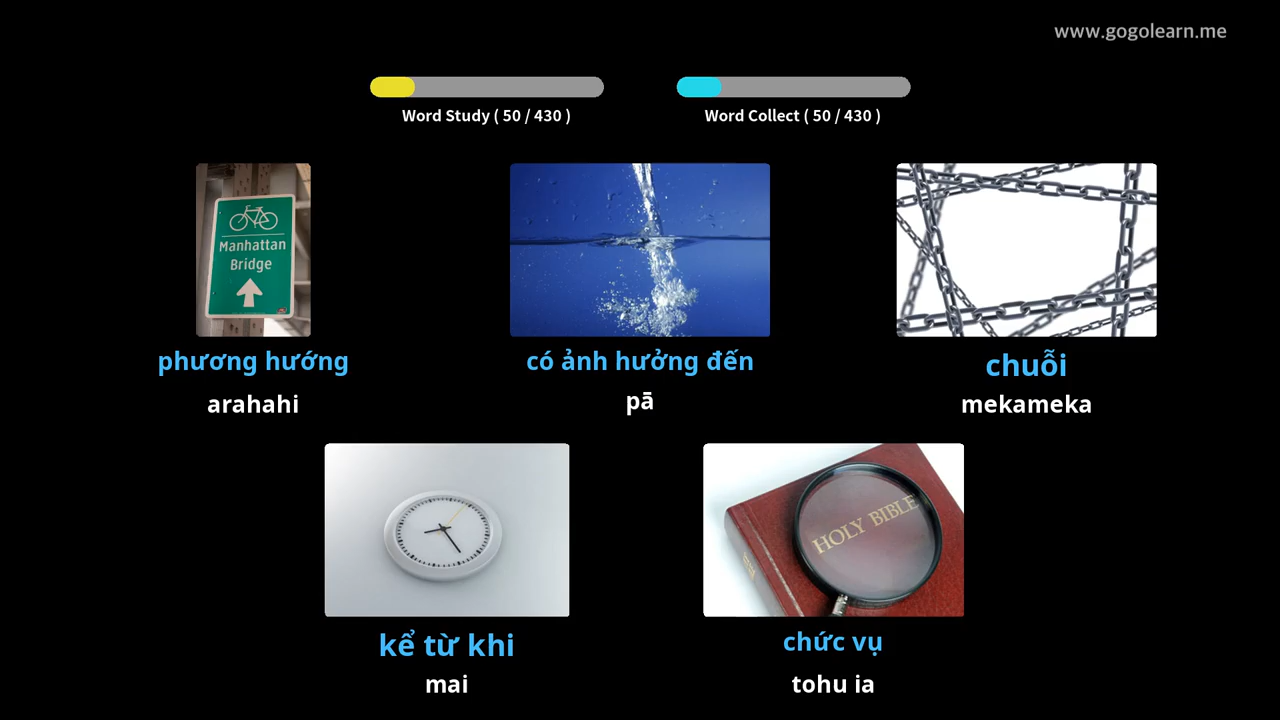 www.gogolearn.me
Word Study ( 50 / 430 )
Word Collect ( 50 / 430 )
Manhattan
Bridge
phương hướng
arahahi
có ảnh hưởng đến
pā
chuỗi
mekameka
HOLY BIBLE
kể từ khi
mai
chức vụ
tohu ia